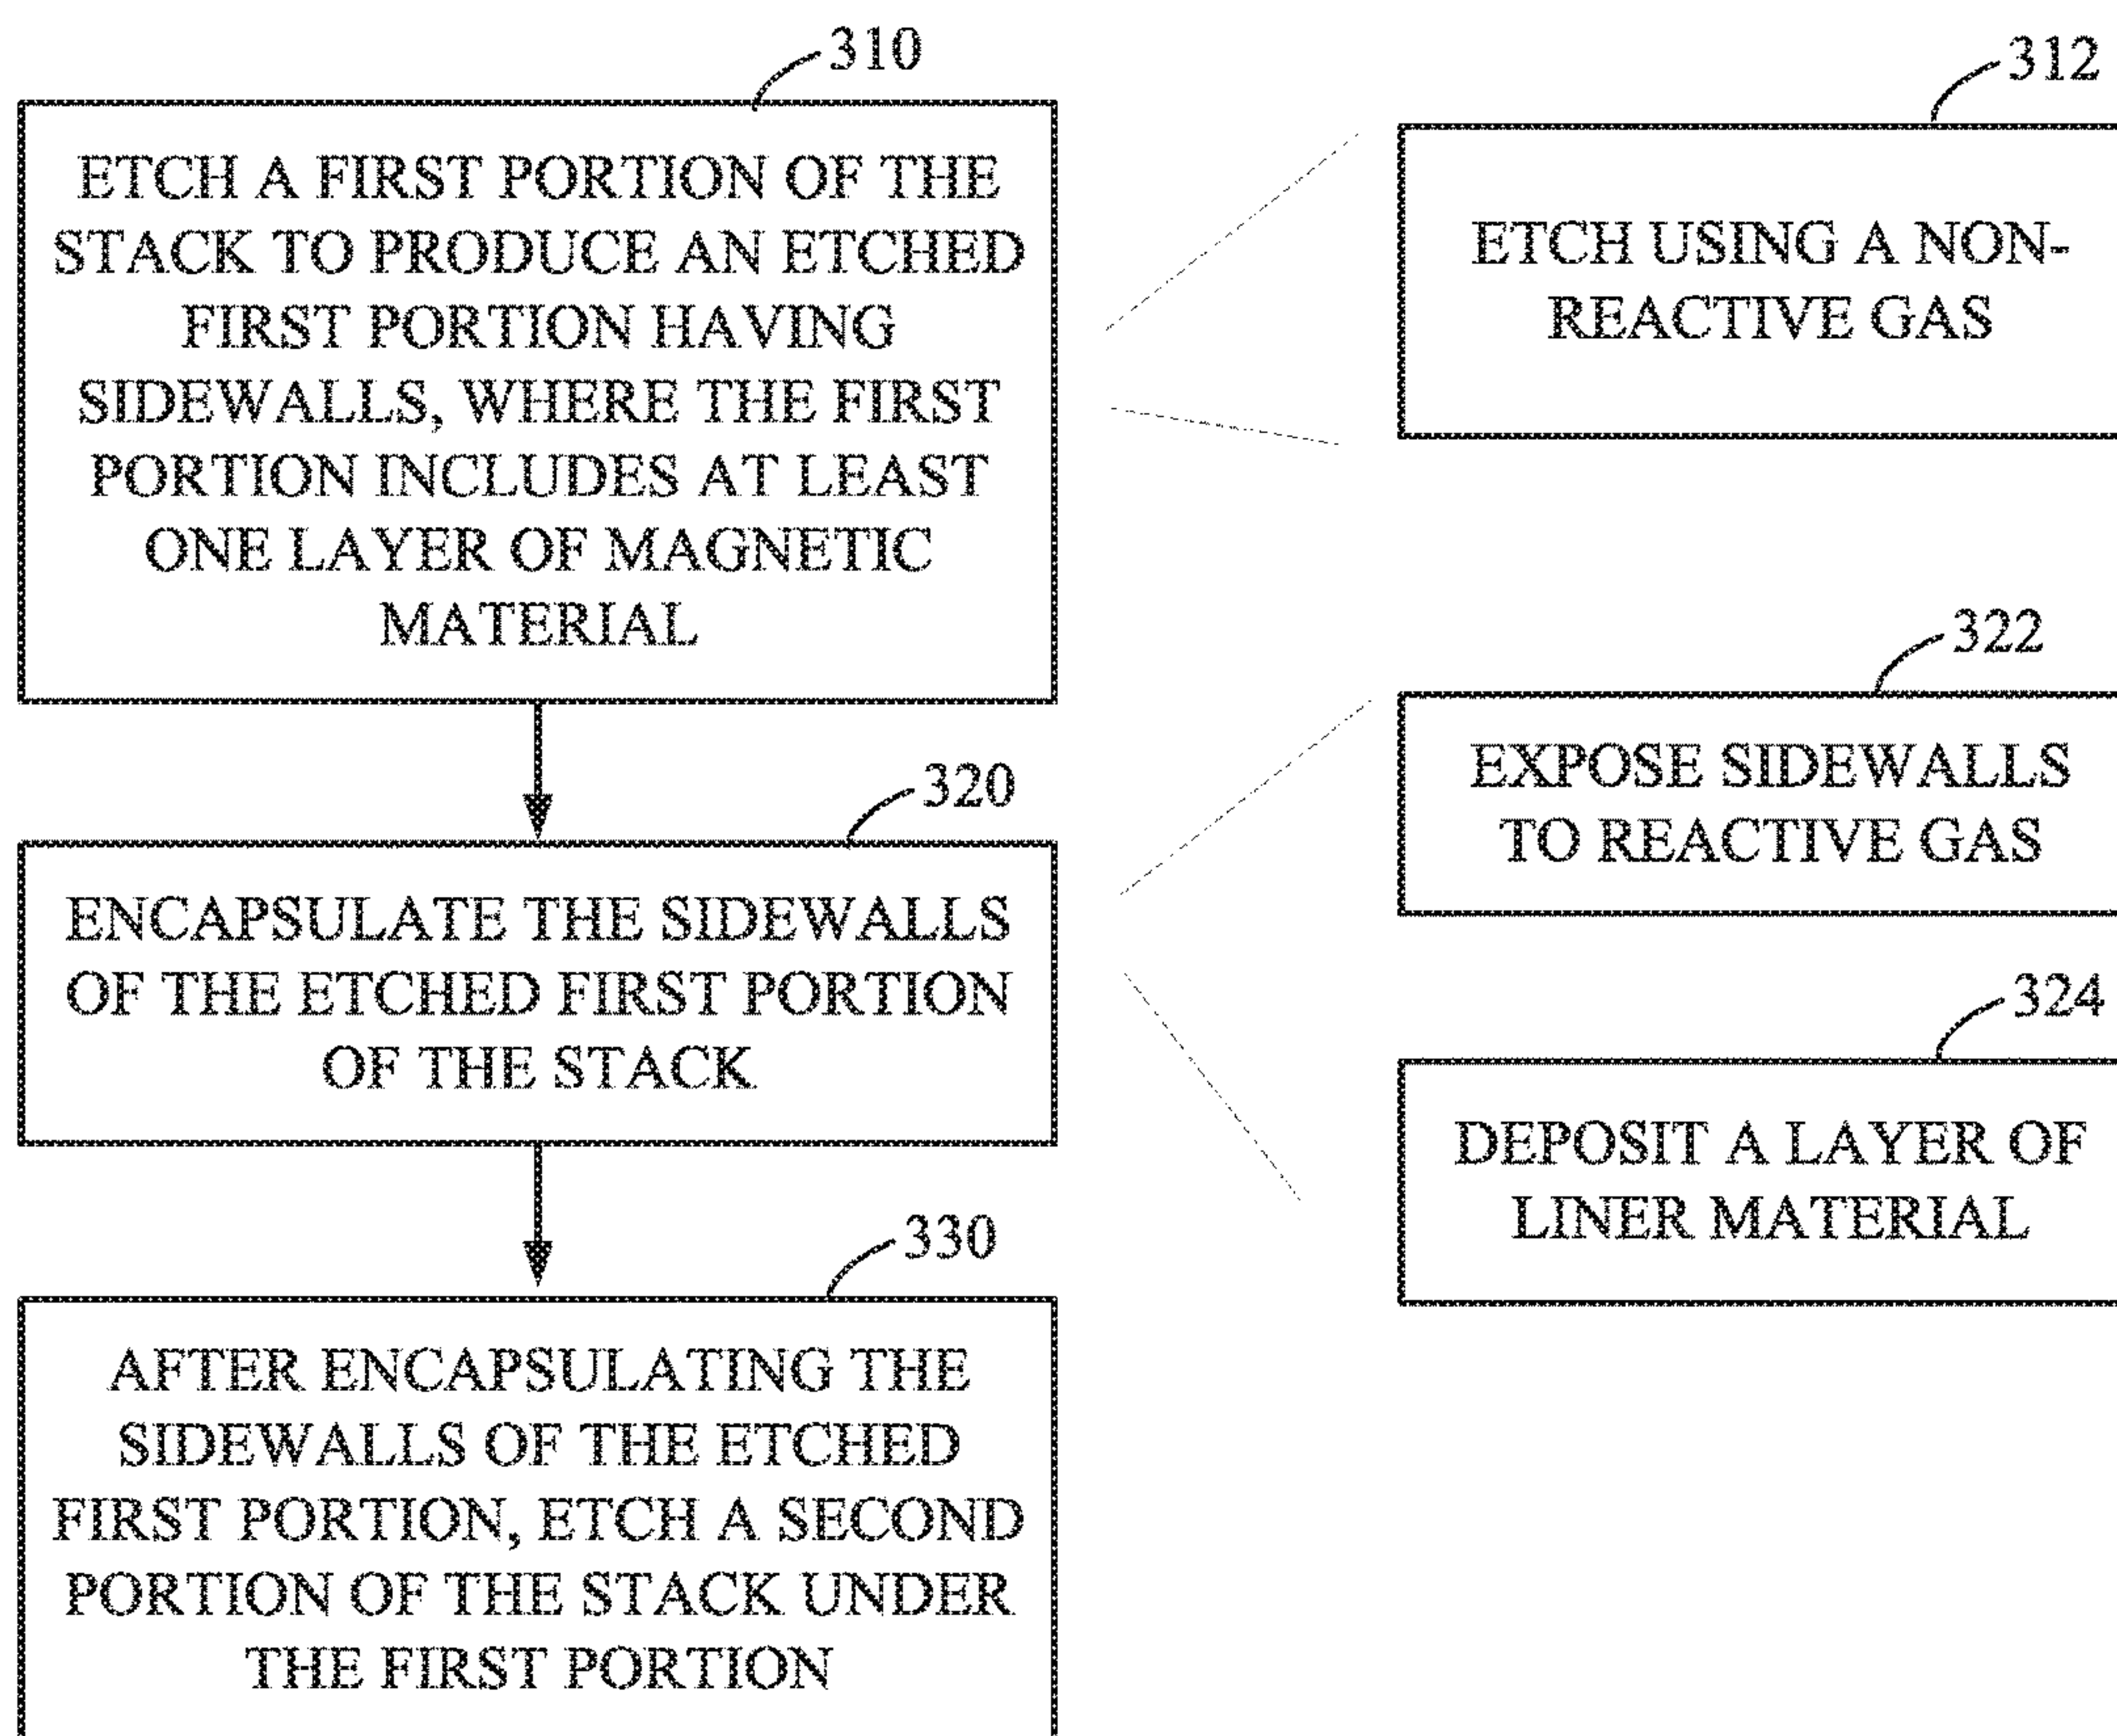 310
ETCH A FIRST PORTION OF THE
STACK TO PRODUCE AN ETCHED
FIRST PORTION HAVING
SIDEWALLS, WHERE THE FIRST
PORTION INCLUDES AT LEAST
ONE LAYER OF MAGNETIC
MATERIAL
312
ETCH USING A NON-
REACTIVE GAS
320
ENCAPSULATE THE SIDEWALLS
OF THE ETCHED FIRST PORTION
OF THE STACK
322
EXPOSE SIDEWALLS
TO REACTIVE GAS
324
DEPOSIT A LAYER OF
LINER MATERIAL
330
AFTER ENCAPSULATING THE
SIDEWALLS OF THE ETCHED
FIRST PORTION, ETCH A SECOND
PORTION OF THE STACK UNDER
THE FIRST PORTION